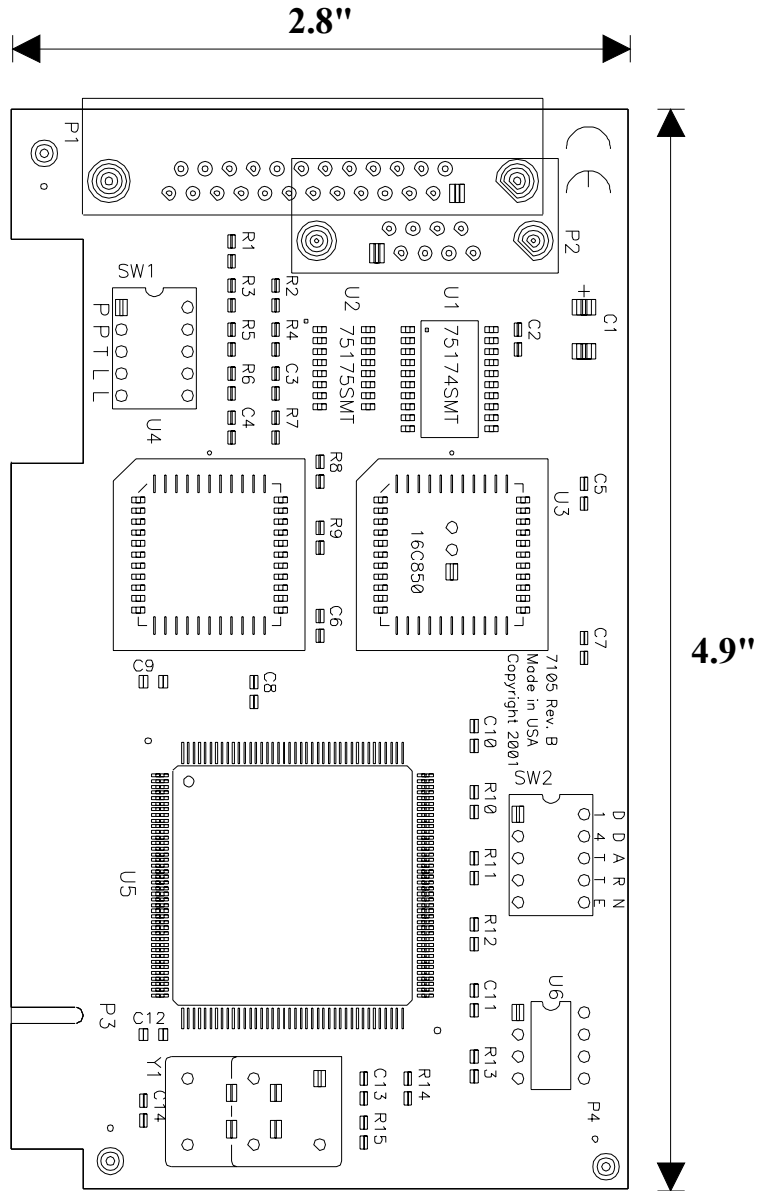 2.8"
4.9"
P1
P2
R1
SW1
R3
R2
U2
U1
C1
+
P
P
T
L
L
R5
R4
75175SMT
75174SMT
C2
R6
C3
C4
R7
U4
R8
C5
U3
R9
16C850
C6
C7
C9
C8
7105 Rev. B
Made in USA
Copyright 2001
C10
SW2
R10
D D A R N
1 4 T T E
R11
U5
R12
U6
P3
C12
C11
Y1
C13
R14
R13
C14
R15
P4